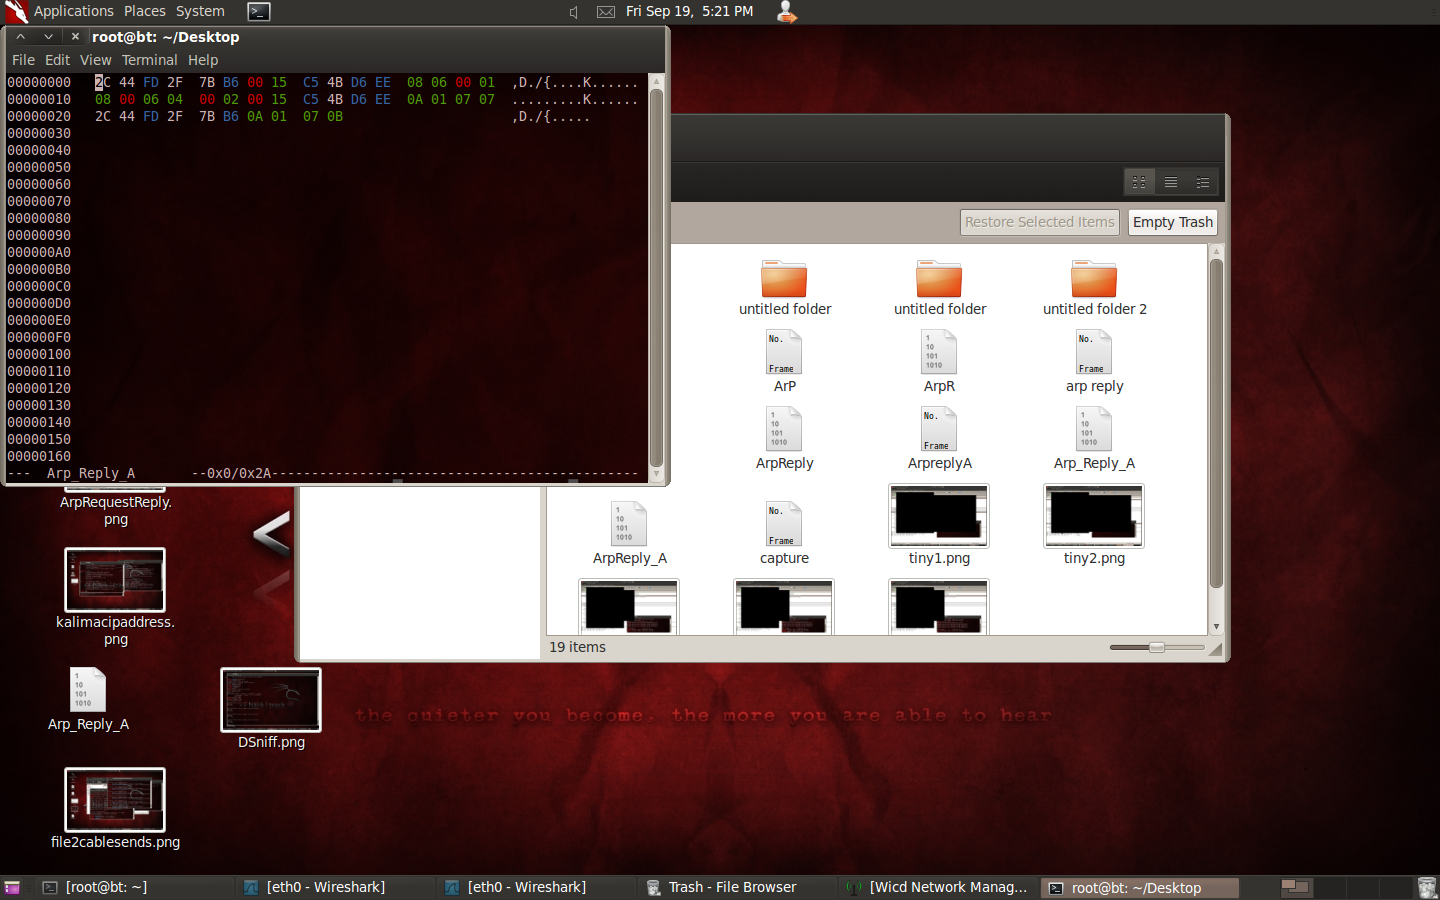 Applications Places System Fri Sep 19, 5:21 PM
root@bt: ~/Desktop
File Edit View Terminal Help
00000000 2C 44 FD 2F 7B B6 00 15 C5 4B D6 EE 08 06 00 01 ,D./{....K......
00000010 08 00 06 04 00 02 00 15 C5 4B D6 EE 0A 01 07 07 .........K......
00000020 2C 44 FD 2F 7B B6 0A 01 07 0B ,D./{.....
00000030
00000040
00000050
00000060
00000070
00000080
00000090
000000A0
000000B0
000000C0
000000D0
000000E0
000000F0
00000100
00000110
00000120
00000130
00000140
00000150
00000160
--- Arp_Reply_A --0x0/0x2A----------------------------------------------
Restore Selected Items Empty Trash
untitled folder untitled folder untitled folder 2
No. 1 No.
10
101
Frame 1010 Frame
ArP ArpR arp reply
1 No. 1
10 10
101 101
1010 Frame 1010
ArpReply ArpreplyA Arp_Reply_A
1 No.
10
101
1010 Frame
ArpReply_A capture tiny1.png tiny2.png
19 items
ArpRequestReply.
png
kalimacipaddress.
png
1
10
101
1010
Arp_Reply_A
DSniff.png
file2cablesends.png
<
the quieter you become, the more you are able to hear
[root@bt: ~] [eth0 - Wireshark] [eth0 - Wireshark] Trash - File Browser [Wicd Network Manag... root@bt: ~/Desktop